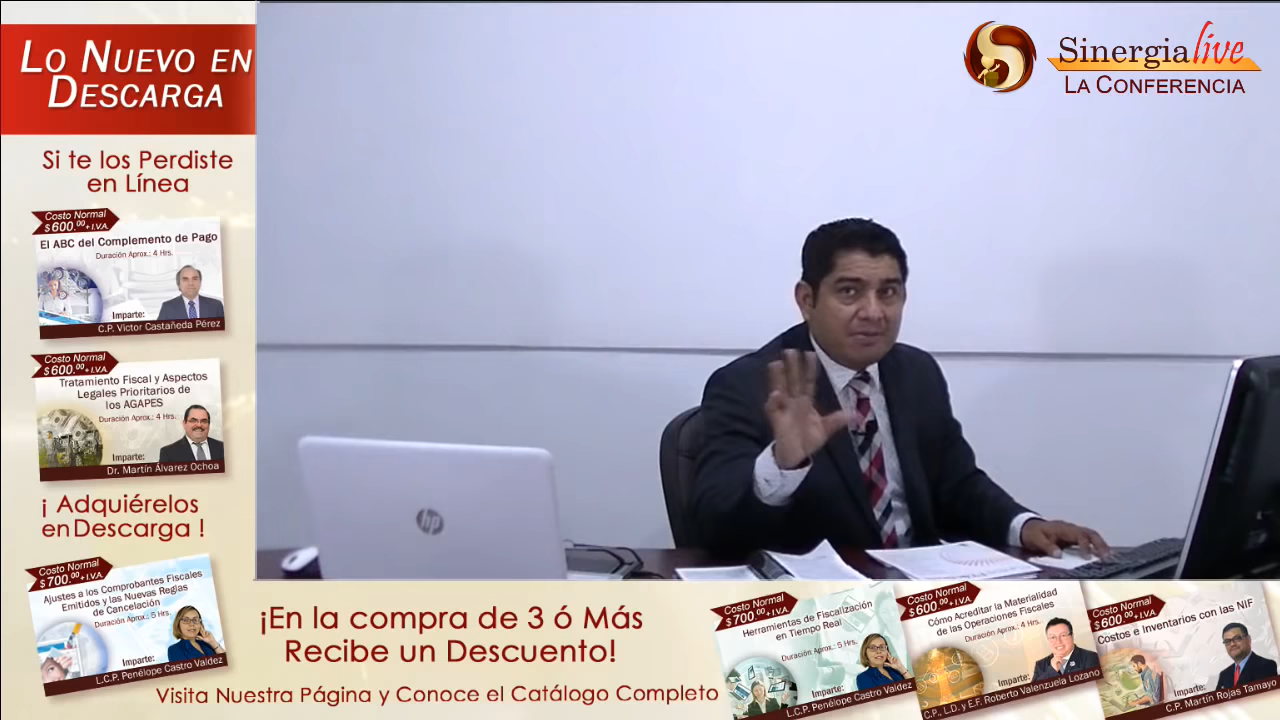 Lo Nuevo en
Descarga
Si te los Perdiste
en Línea
Costo Normal
$600.00 + I.V.A.
El ABC del Complemento de Pago
Duración Aprox.: 4 Hrs.
Imparte:
C.P. Victor Castañeda Pérez
Costo Normal
$600.00 + I.V.A.
Tratamiento Fiscal y Aspectos
Legales Prioritarios de
los AGAPES
Duración Aprox.: 4 Hrs.
Imparte:
Dr. Martín Álvarez Ochoa
¡ Adquiérelos
en Descarga !
Costo Normal
$700.00 + I.V.A.
Ajustes a los Comprobantes Fiscales
Emitidos y las Nuevas Reglas
de Cancelación
Duración Aprox.: 5 Hrs.
Imparte:
L.C.P. Penélope Castro Valdez
Sinergialive
La Conferencia
hp
¡En la compra de 3 ó Más
Recibe un Descuento!
Visita Nuestra Página y Conoce el Catálogo Completo
Costo Normal
$700.00 + I.V.A.
Herramientas de Fiscalización
en Tiempo Real
Duración Aprox.: 5 Hrs.
Imparte:
L.C.P. Penélope Castro Valdez
Costo Normal
$600.00 + I.V.A.
Cómo Acreditar la Materialidad
de las Operaciones Fiscales
Duración Aprox.: 4 Hrs.
Imparte:
C.P., L.D. y E.F. Roberto Valenzuela Lozano
Costo Normal
$600.00 + I.V.A.
Costos e Inventarios con las NIF
Imparte:
C.P. Martín Rojas Tamayo